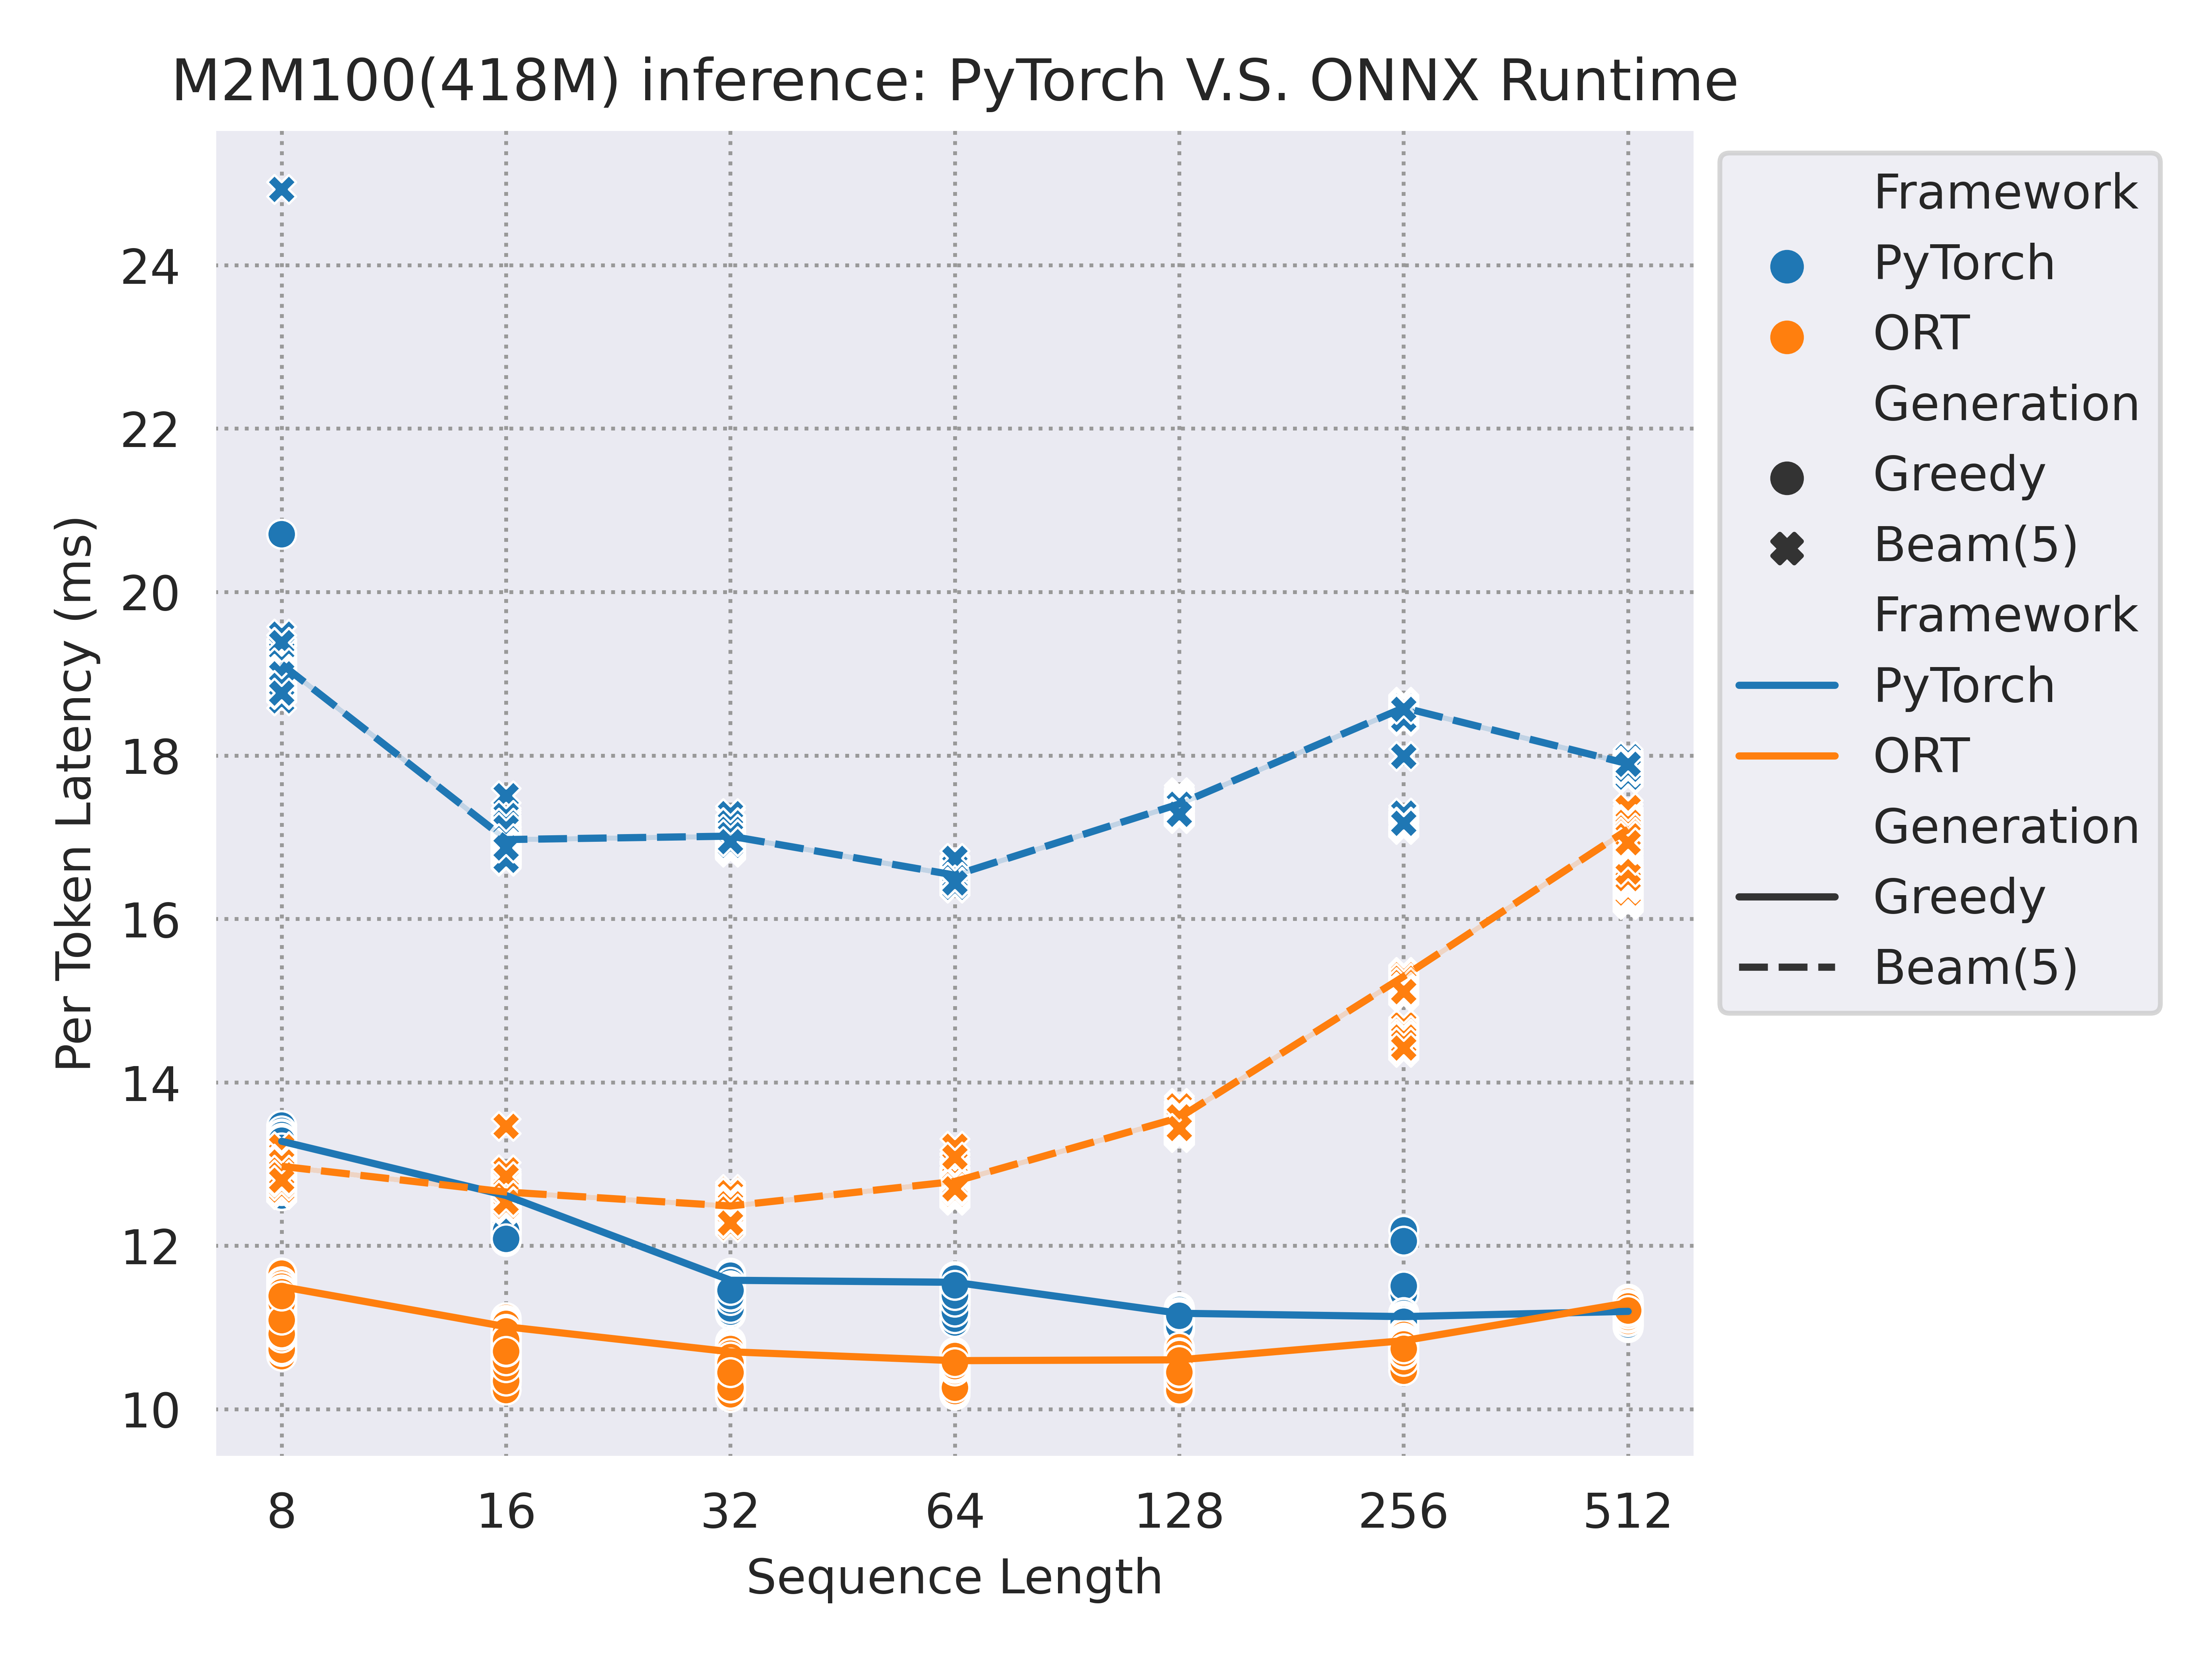 M2M100(418M) inference: PyTorch V.S. ONNX Runtime
Per Token Latency (ms)
24
22
20
18
16
14
12
10
8 16 32 64 128 256 512
Sequence Length
Framework
PyTorch
ORT
Generation
Greedy
Beam(5)
Framework
PyTorch
ORT
Generation
Greedy
Beam(5)